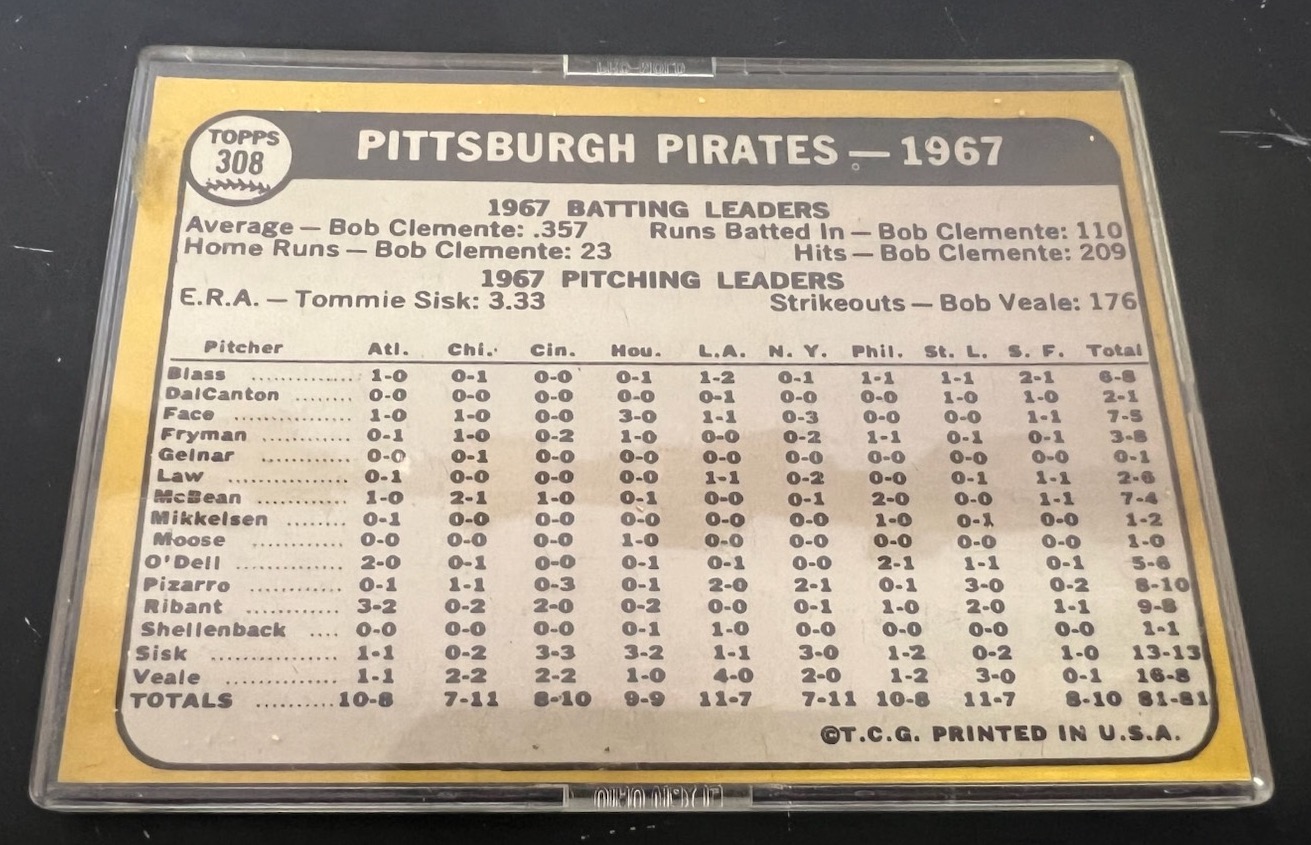 TOPPS
308
PITTSBURGH PIRATES — 1967
1967 BATTING LEADERS
Average — Bob Clemente: .357 Runs Batted In — Bob Clemente: 110
Home Runs — Bob Clemente: 23 Hits — Bob Clemente: 209
1967 PITCHING LEADERS
E.R.A. — Tommie Sisk: 3.33 Strikeouts — Bob Veale: 176
Pitcher Atl. Chi. Cin. Hou. L.A. N. Y. Phil. St. L. S. F. Total
Blass .............. 1-0 0-1 0-0 0-1 1-2 0-1 1-1 1-1 2-1 6-8
DalCanton ........ 0-0 0-0 0-0 0-0 0-1 0-0 0-0 1-0 1-0 2-1
Face .............. 1-0 1-0 0-0 3-0 1-1 0-3 0-0 0-0 1-1 7-5
Fryman ............ 0-1 1-0 0-2 1-0 0-0 0-2 1-1 0-1 0-1 3-8
Gelnar ............ 0-0 0-1 0-0 0-0 0-0 0-0 0-0 0-0 0-0 0-1
Law .............. 0-1 0-0 0-0 0-0 1-1 0-2 0-0 0-1 1-1 2-6
McBean ............ 1-0 2-1 1-0 0-1 0-0 0-1 2-0 0-0 1-1 7-4
Mikkelsen ........ 0-1 0-0 0-0 0-0 0-0 0-0 1-0 0-1 0-0 1-2
Moose ............ 0-0 0-0 0-0 1-0 0-0 0-0 0-0 0-0 0-0 1-0
O'Dell ............ 2-0 0-1 0-0 0-1 0-1 0-0 2-1 1-1 0-1 5-6
Pizarro ............ 0-1 1-1 0-3 0-1 2-0 2-1 0-1 3-0 0-2 8-10
Ribant ............ 3-2 0-2 2-0 0-2 0-0 0-1 1-0 2-0 1-1 9-8
Shellenback .... 0-0 0-0 0-0 0-1 1-0 0-0 0-0 0-0 0-0 1-1
Sisk ................ 1-1 0-2 3-3 3-2 1-1 3-0 1-2 0-2 1-0 13-13
Veale ................ 1-1 2-2 2-2 1-0 4-0 2-0 1-2 3-0 0-1 16-8
TOTALS .......... 10-8 7-11 8-10 9-9 11-7 7-11 10-8 11-7 8-10 81-81
©T.C.G. PRINTED IN U.S.A.